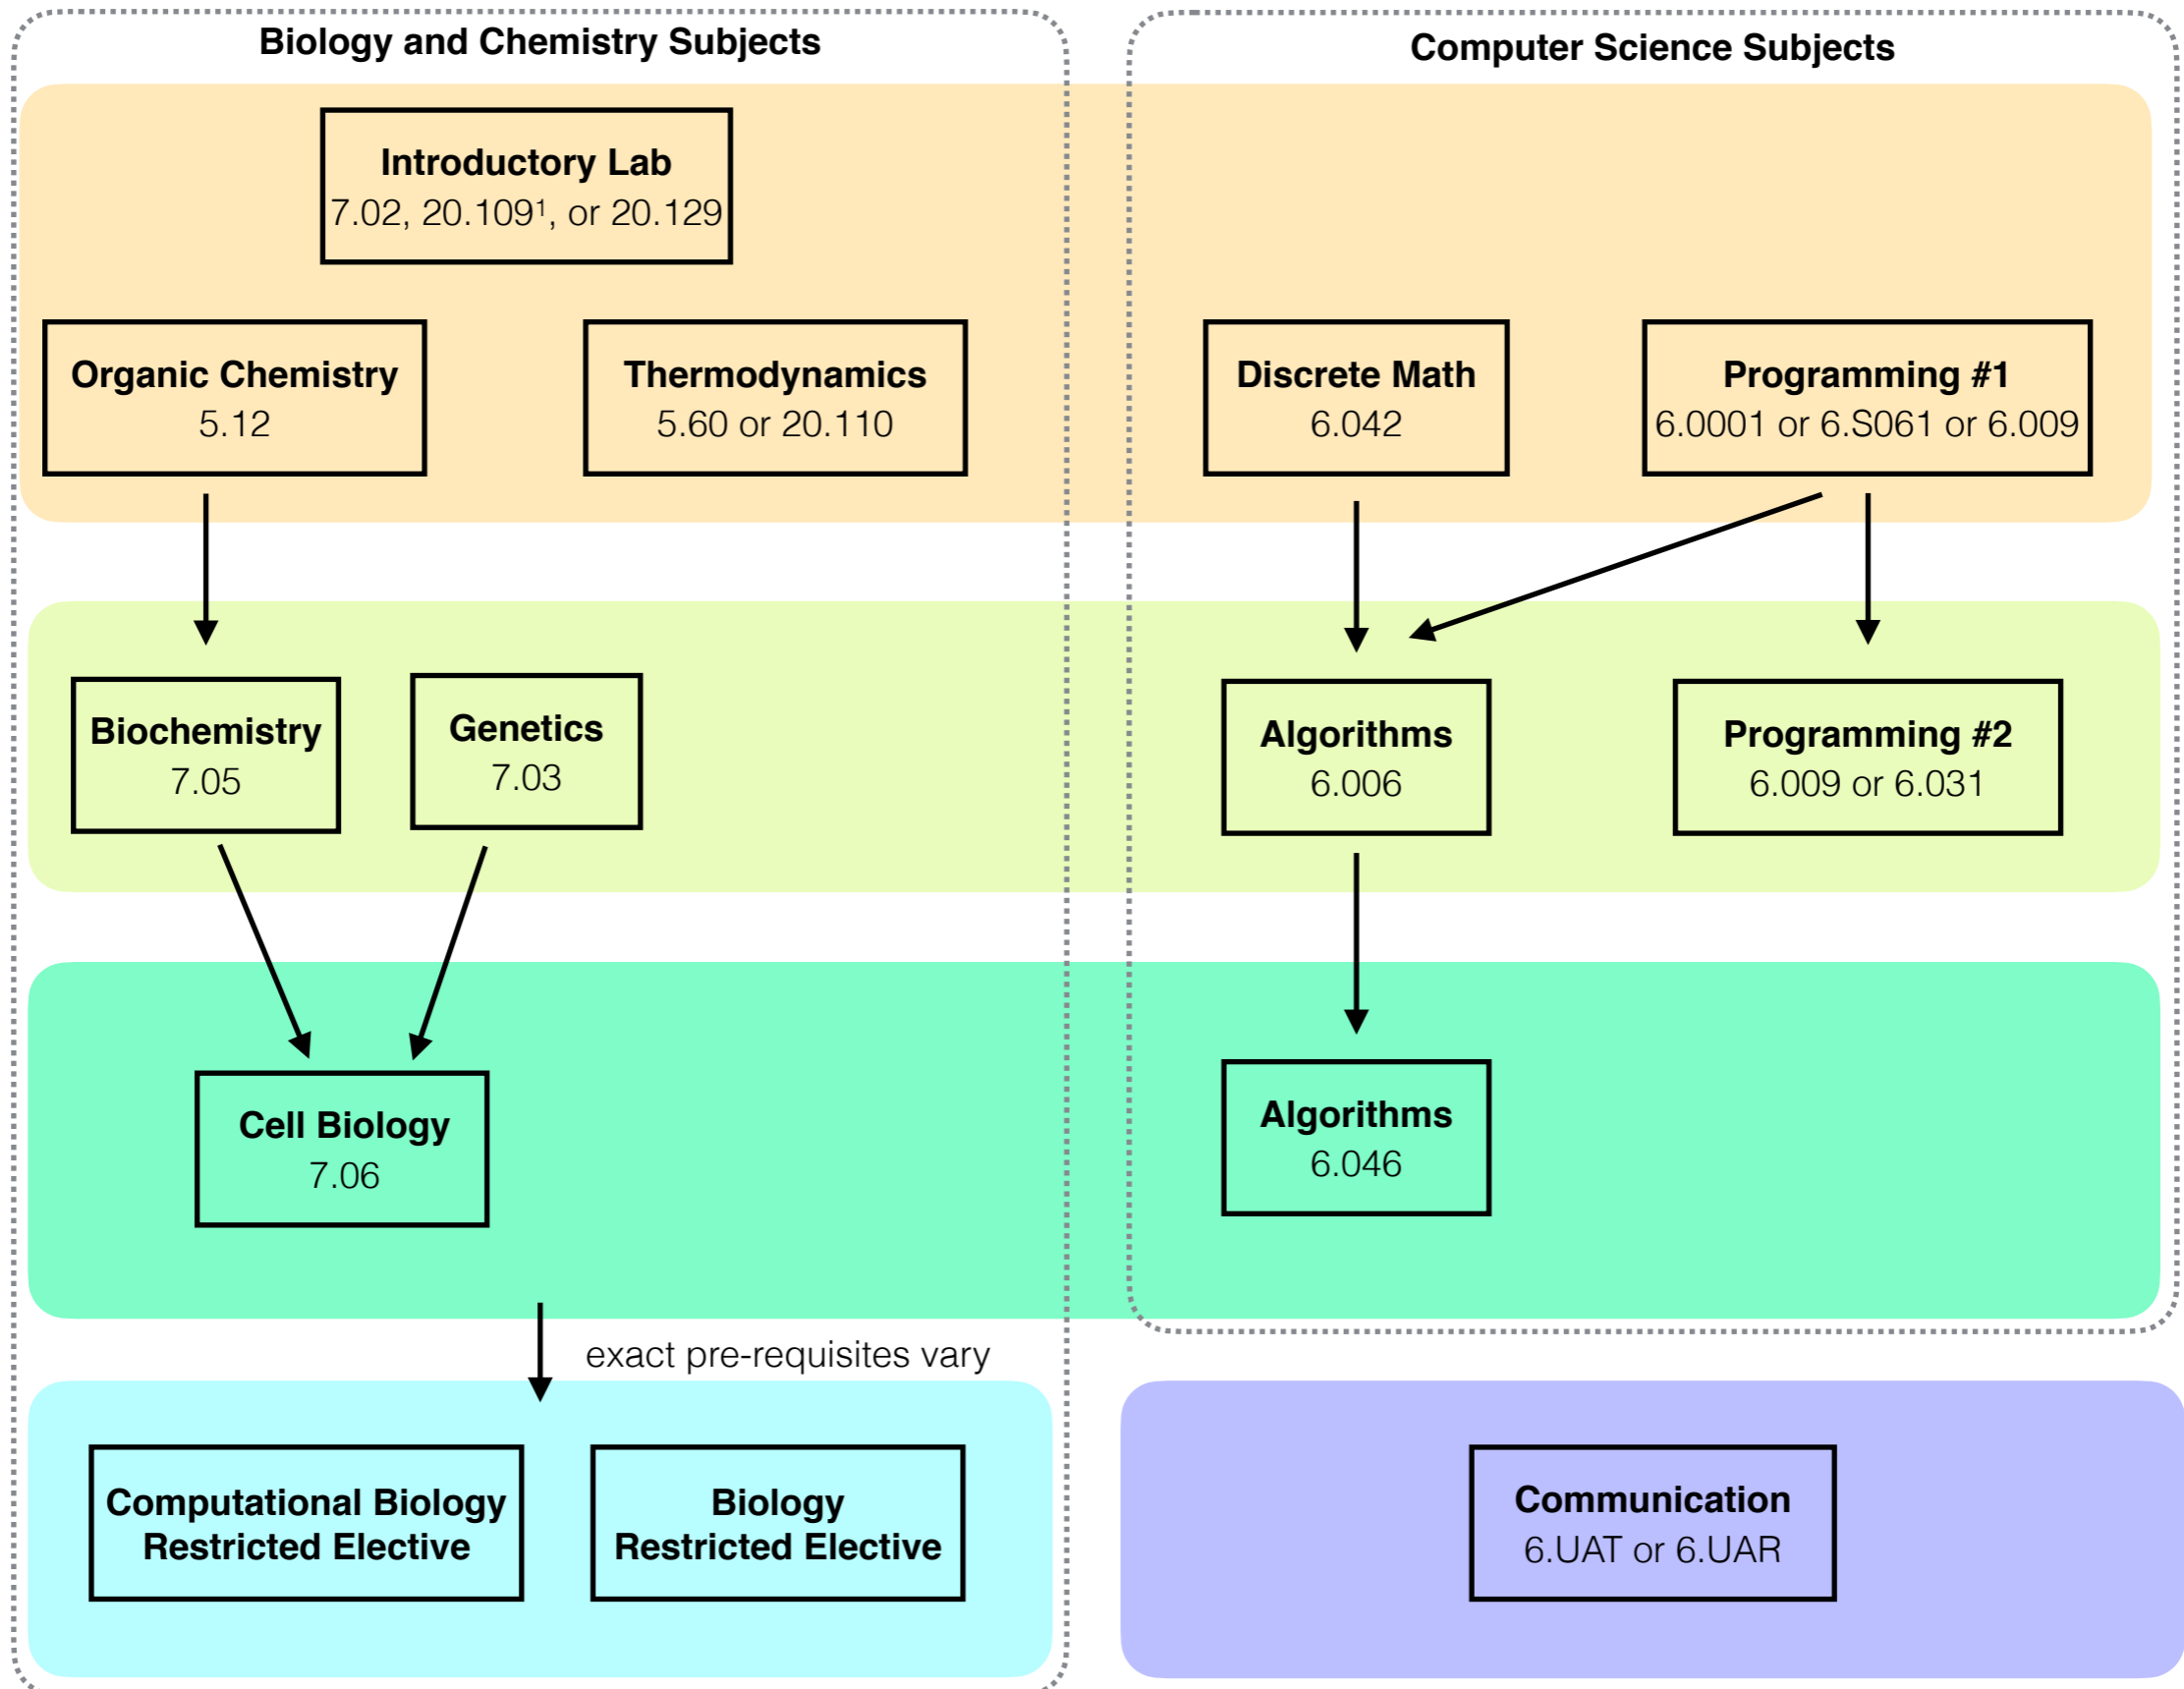 Biology and Chemistry Subjects
Computer Science Subjects
Introductory Lab
7.02, 20.109¹, or 20.129
Organic Chemistry
5.12
Thermodynamics
5.60 or 20.110
Discrete Math
6.042
Programming #1
6.0001 or 6.S061 or 6.009
Biochemistry
7.05
Genetics
7.03
Algorithms
6.006
Programming #2
6.009 or 6.031
Cell Biology
7.06
Algorithms
6.046
exact pre-requisites vary
Computational Biology
Restricted Elective
Biology
Restricted Elective
Communication
6.UAT or 6.UAR